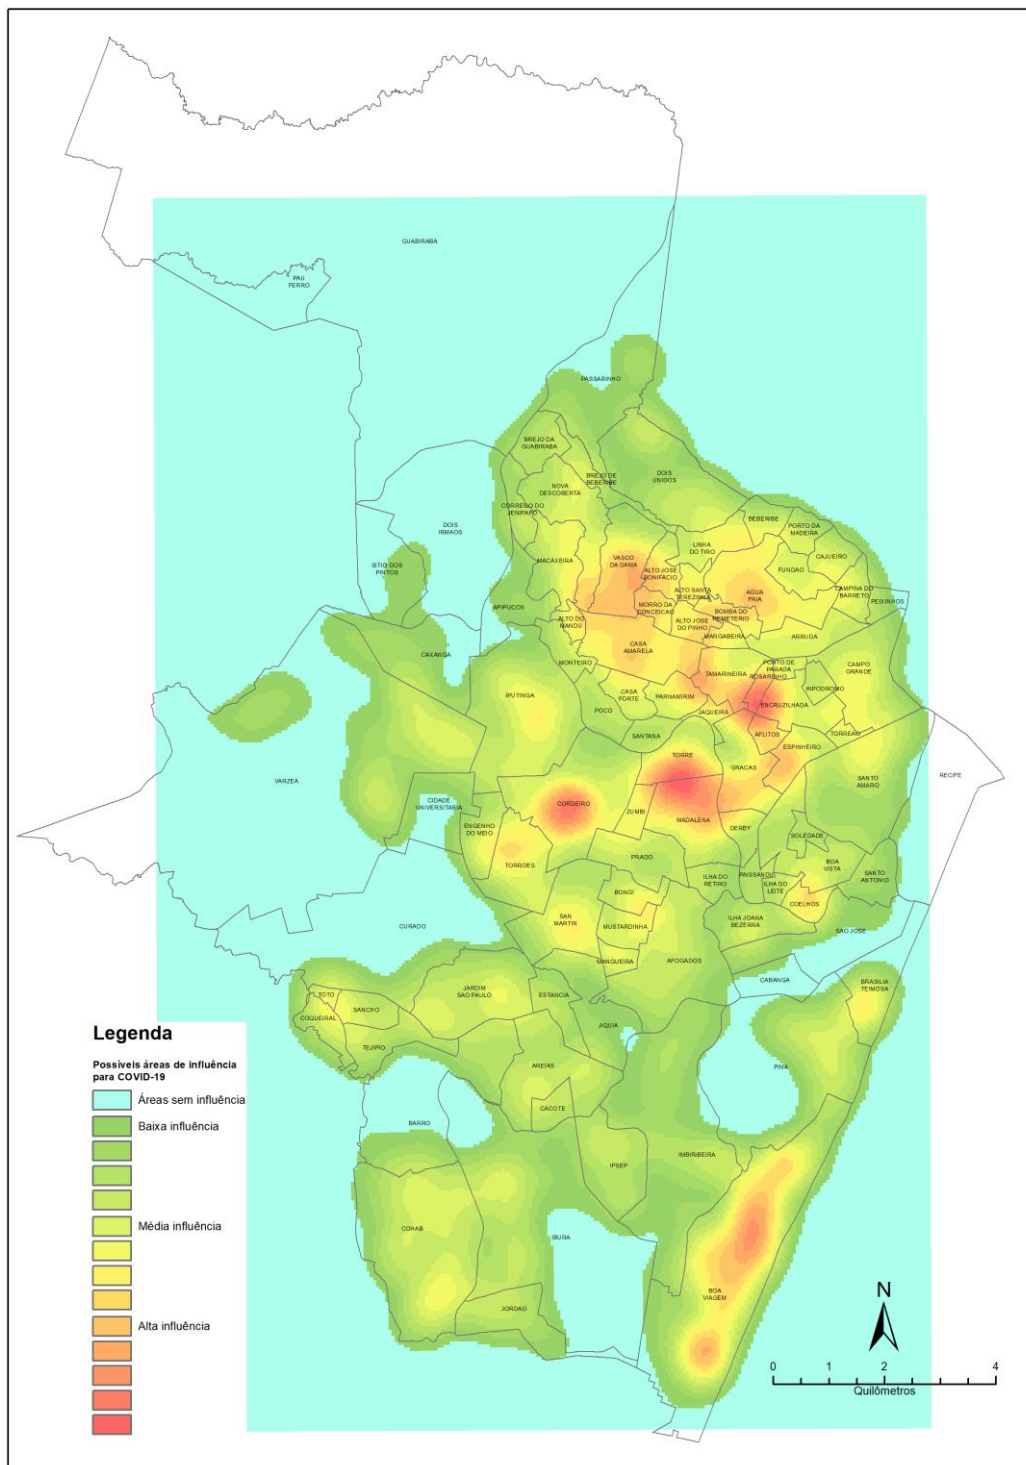 GUABIRABA
PAU
FERRO
PASSARINHO
BREJO DA
GUABIRABA
BREJO DE
BEBERIBE
DOIS
UNIDOS
NOVA
DESCOBERTA
CORREGO DO
JENIPAPO
DOIS
IRMAOS
BEBERIBE
PORTO DA
MADEIRA
LINHA
DO TIRO
CAJUEIRO
FUNDAO
MACAXEIRA
VASCO
DA GAMA
ALTO JOSE
BONIFACIO
SITIO DOS
PINTOS
ALTO SANTA
TEREZINHA
AGUA
FRIA
CAMPINA DO
BARRETO
PEIXINHOS
APIPUCOS
MORRO DA
CONCEICAO
BOMBA DO
HEMETERIO
ALTO DO
MANDU
ALTO JOSE
DO PINHO
MANGABEIRA
ARRUDA
CASA
AMARELA
CAXANGA
MONTEIRO
PORTO DE
PARADA
ROSARINHO
CAMPO
GRANDE
TAMARINEIRA
HIPODROMO
IPUTINGA
CASA
FORTE
PARNAMIRIM
POCO
JAQUEIRA
ENCRUZILHADA
SANTANA
AFLITOS
TORREAO
ESPINHEIRO
TORRE
GRACAS
SANTO
AMARO
RECIFE
VARZEA
CIDADE
UNIVERSITARIA
CORDEIRO
ZUMBI
MADALENA
DERBY
ENGENHO
DO MEIO
SOLEDADE
TORROES
PRADO
BOA
VISTA
ILHA DO
RETIRO
PAISSANDU
SANTO
ANTONIO
ILHA DO
LEITE
BONGI
COELHOS
CURADO
SAN
MARTIN
MUSTARDINHA
ILHA JOANA
BEZERRA
SAO JOSE
MANGUEIRA
AFOGADOS
CABANGA
BRASILIA
TEIMOSA
JARDIM
SAO PAULO
ESTANCIA
TOTO
SANCHO
COQUEIRAL
JIQUIA
TEJIPIO
AREIAS
PINA
CACOTE
BARRO
IPSEP
IMBIRIBEIRA
COHAB
IBURA
BOA
VIAGEM
JORDAO
Legenda
Possíveis áreas de influência
para COVID-19
Áreas sem influência
Baixa influência
Média influência
Alta influência
N
0 1 2 4
Quilômetros